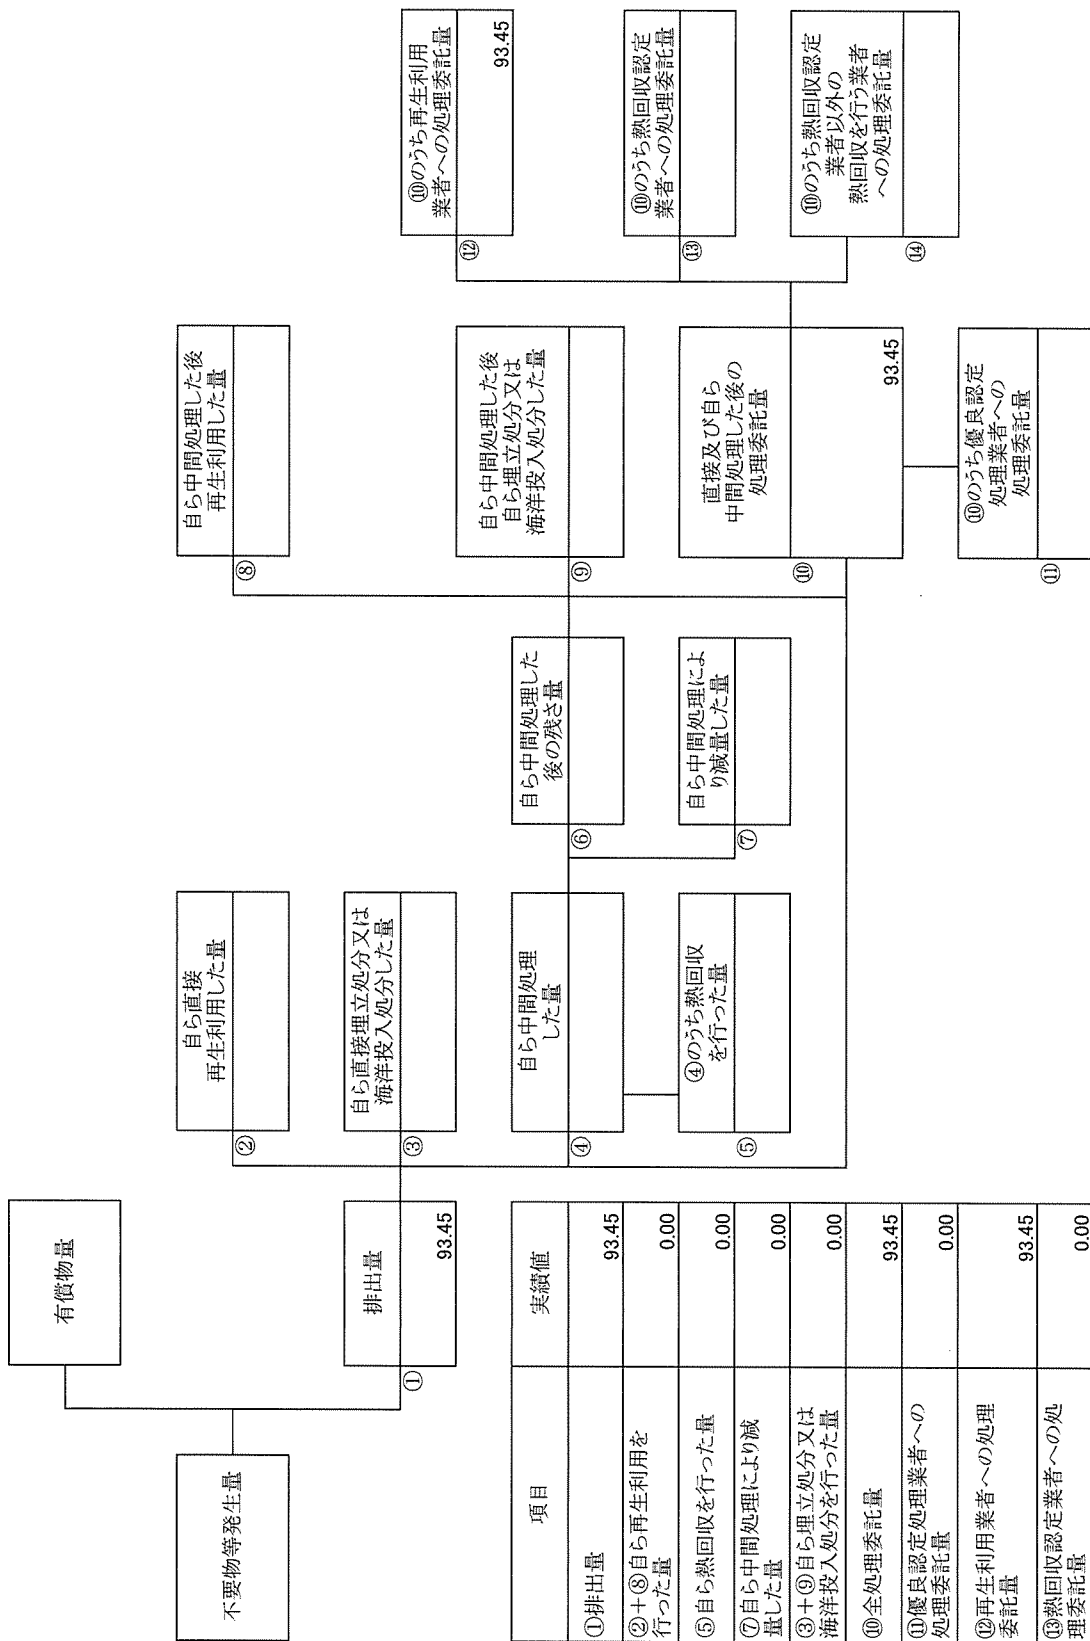 不要物等発生量
有償物量
①
排出量
93.45
②
自ら直接
再生利用した量
③
自ら直接埋立処分又は
海洋投入処分した量
④
自ら中間処理
した量
⑤
④のうち熱回収
を行った量
⑥
自ら中間処理した
後の残さ量
⑦
自ら中間処理によ
り減量した量
⑧
自ら中間処理した後
再生利用した量
⑨
自ら中間処理した後
自ら埋立処分又は
海洋投入処分した量
⑩
直接及び自ら
中間処理した後の
処理委託量
93.45
⑪
⑩のうち優良認定
処理業者への
処理委託量
⑫
⑩のうち再生利用
業者への処理委託量
93.45
⑬
⑩のうち熱回収認定
業者への処理委託量
⑭
⑩のうち熱回収認定
業者以外の
熱回収を行う業者
への処理委託量
項目
実績値
①排出量
93.45
②+⑧自ら再生利用を
行った量
0.00
⑤自ら熱回収を行った量
0.00
⑦自ら中間処理により減
量した量
0.00
③+⑨自ら埋立処分又は
海洋投入処分を行った量
0.00
⑩全処理委託量
93.45
⑪優良認定処理業者への
処理委託量
0.00
⑫再生利用業者への処理
委託量
93.45
⑬熱回収認定業者への処
理委託量
0.00